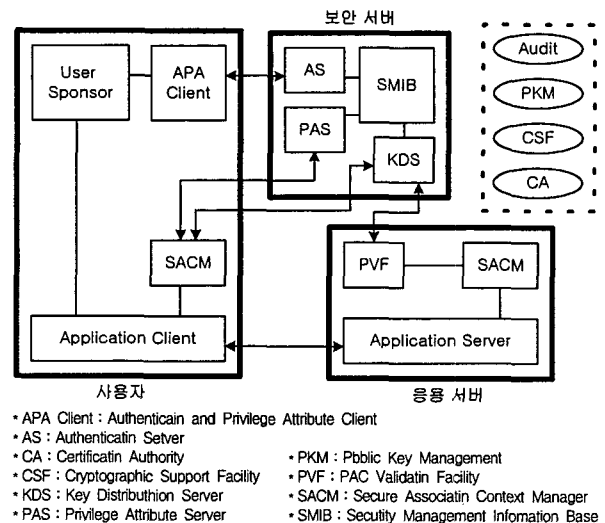 보안 서버
User
Sponsor
APA
Client
AS
SMIB
PAS
KDS
Audit
PKM
CSF
CA
SACM
Application Client
사용자
PVF
SACM
Application Server
응용 서버
* APA Client : Authenticain and Privilege Attribute Client
* AS : Authenticatin Setver
* CA : Certificatin Authority
* CSF : Cryptographic Support Facility
* KDS : Key Distributhion Server
* PAS : Privilege Attribute Server
* PKM : Pbblic Key Management
* PVF : PAC Validatin Facility
* SACM : Secure Associatin Context Manager
* SMIB : Secutity Management Infomation Base